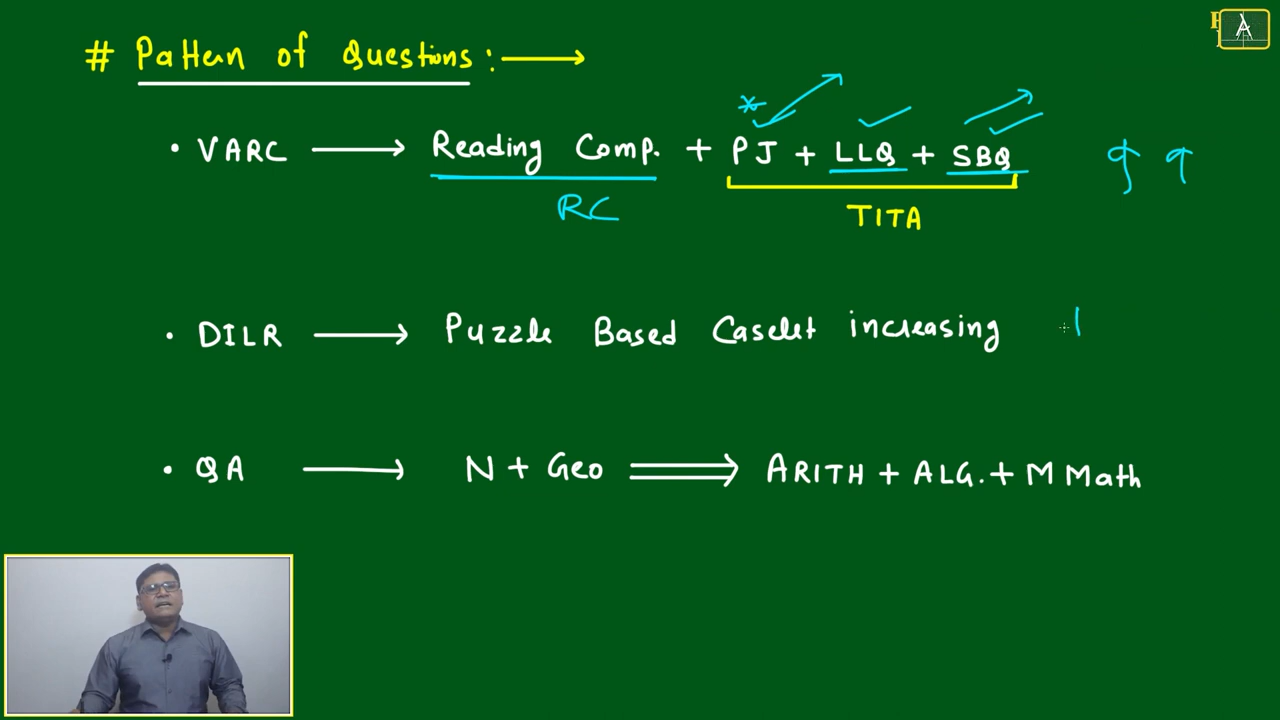 # Pattern of Questions :→
• VARC → Reading Comp. + PJ + LLQ + SBQ
RC
TITA
• DILR → Puzzle Based Caselet increasing
• QA → N + Geo ⟹ ARITH + ALG. + M Math